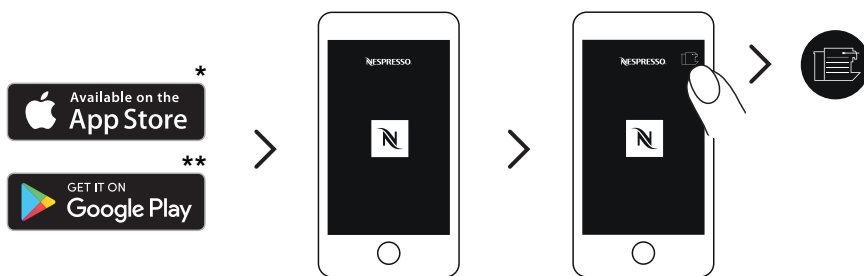 *
Available on the
App Store
**
GET IT ON
Google Play
NESPRESSO.
N
NESPRESSO.
N